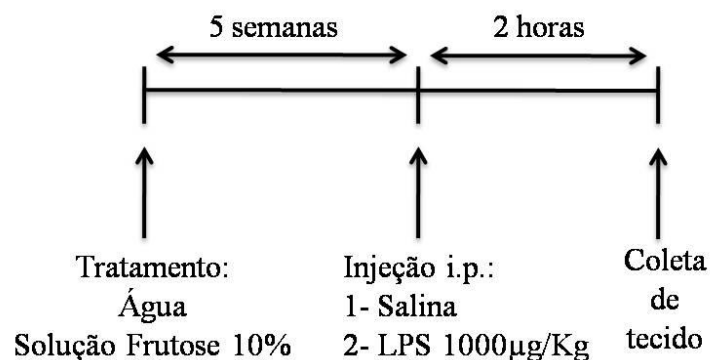 5 semanas
2 horas
Tratamento:
Água
Solução Frutose 10%
Injeção i.p.:
1- Salina
2- LPS 1000µg/Kg
Coleta
de
tecido